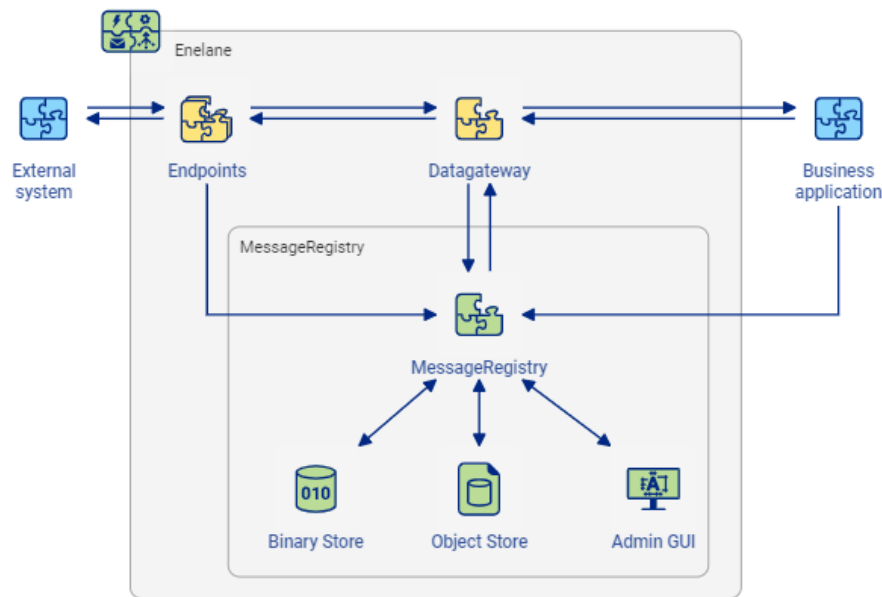 Enelane
External
system
Endpoints
Datagateway
Business
application
MessageRegistry
MessageRegistry
010
Binary Store
Object Store
A
Admin GUI